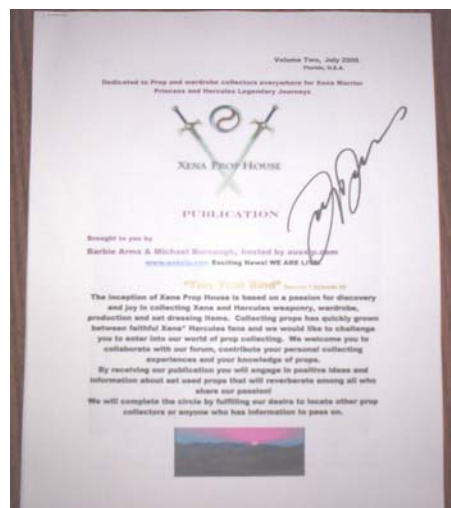 Volume Two, July 2006
Florida, U.S.A.
Dedicated to Prop and wardrobe collectors everywhere for Xena Warrior
Princess and Hercules Legendary Journeys
XENA PROP HOUSE
PUBLICATION
Brought to you by
Barbie Arms & Michael Borough, hosted by
Exciting News! WE ARE
"Ties That Bind"
The inception of Xena Prop House is based on a passion for discovery
and joy in collecting Xena and Hercules weaponry, wardrobe,
production and set dressing items. Collecting props has quickly grown
between faithful Xena* Hercules fans and we would like to challenge
you to enter into our world of prop collecting. We welcome you to
collaborate with our forum, contribute your personal collecting
experiences and your knowledge of props.
By receiving our publication you will engage in positive ideas and
information about set used props that will reverberate among all who
share our passion!
We will complete the circle by fulfilling our desire to locate other prop
collectors or anyone who has information to pass on.